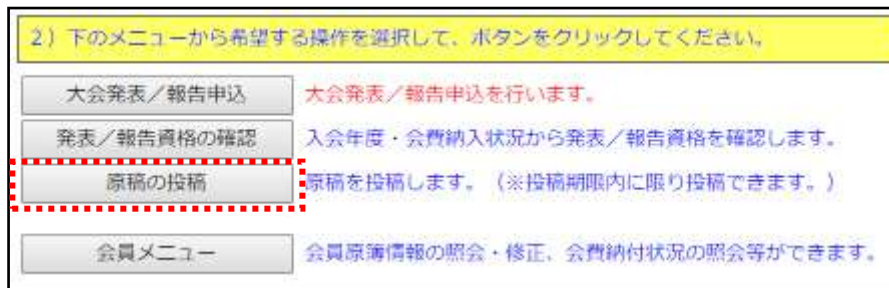 2）下のメニューから希望する操作を選択して、ボタンをクリックしてください。
大会発表／報告申込 大会発表／報告申込を行います。
発表／報告資格の確認 入会年度・会費納入状況から発表／報告資格を確認します。
原稿の投稿 原稿を投稿します。（※投稿期限内に限り投稿できます。）
会員メニュー 会員原簿情報の照会・修正、会費納付状況の照会等ができます。